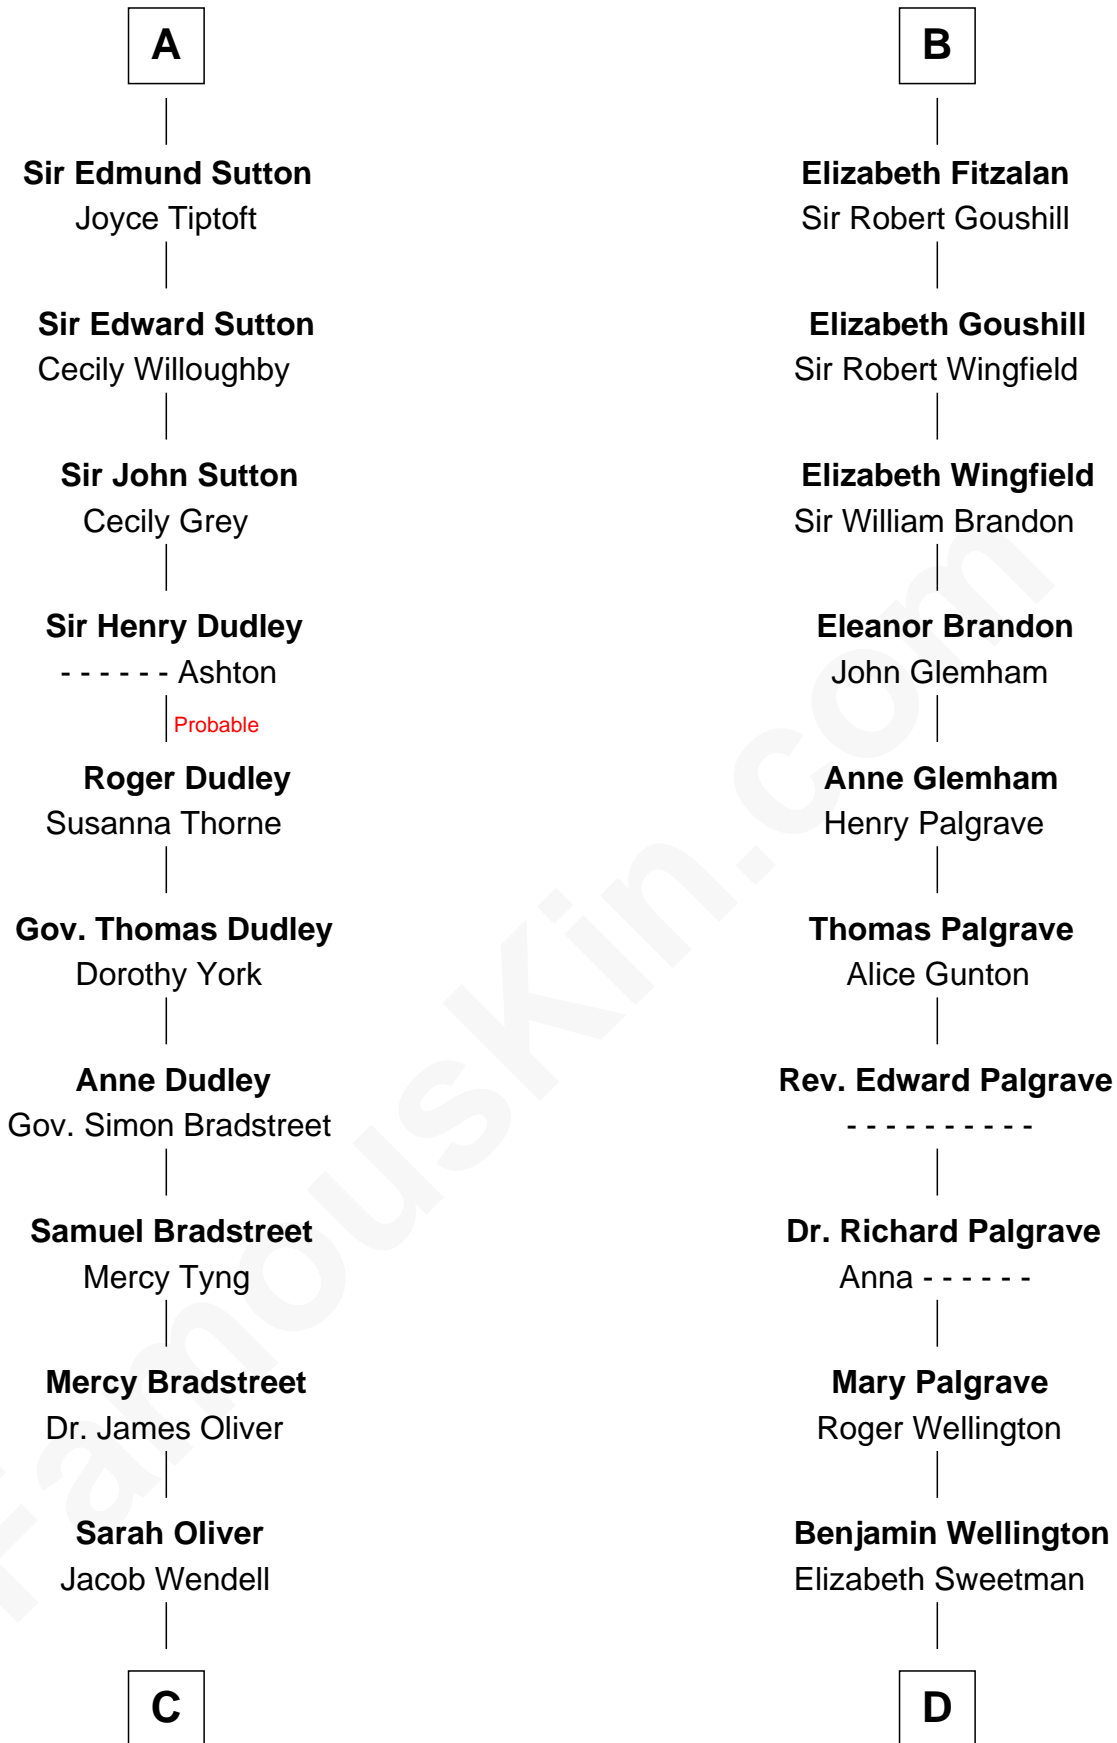 A
Sir Edmund Sutton
Joyce Tiptoft
Sir Edward Sutton
Cecily Willoughby
Sir John Sutton
Cecily Grey
Sir Henry Dudley
- - - - - - Ashton
Probable
Roger Dudley
Susanna Thorne
Gov. Thomas Dudley
Dorothy York
Anne Dudley
Gov. Simon Bradstreet
Samuel Bradstreet
Mercy Tyng
Mercy Bradstreet
Dr. James Oliver
Sarah Oliver
Jacob Wendell
C
B
Elizabeth Fitzalan
Sir Robert Goushill
Elizabeth Goushill
Sir Robert Wingfield
Elizabeth Wingfield
Sir William Brandon
Eleanor Brandon
John Glemham
Anne Glemham
Henry Palgrave
Thomas Palgrave
Alice Gunton
Rev. Edward Palgrave
- - - - - - - - - -
Dr. Richard Palgrave
Anna - - - - - -
Mary Palgrave
Roger Wellington
Benjamin Wellington
Elizabeth Sweetman
D
FamousKin.com